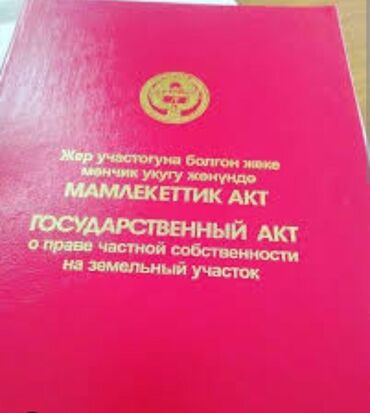 Жер участогуна болгон жеке
менчик укугу жөнүндө
МАМЛЕКЕТТИК АКТ
ГОСУДАРСТВЕННЫЙ АКТ
о праве частной собственности
на земельный участок